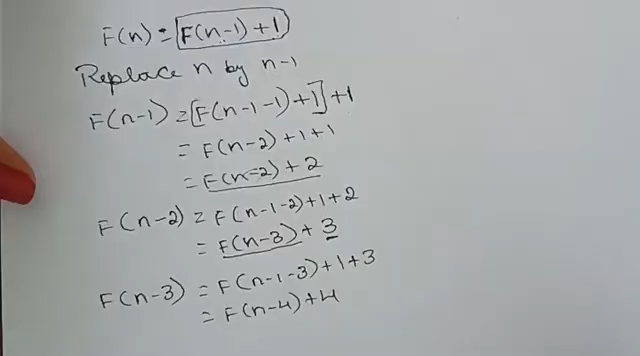 F(n) = F(n-1) + 1
Replace n by n-1
F(n-1) = [F(n-1-1) + 1] + 1
= F(n-2) + 1 + 1
= F(n-2) + 2
F(n-2) = F(n-1-2) + 1 + 2
= F(n-3) + 3
F(n-3) = F(n-1-3) + 1 + 3
= F(n-4) + 4